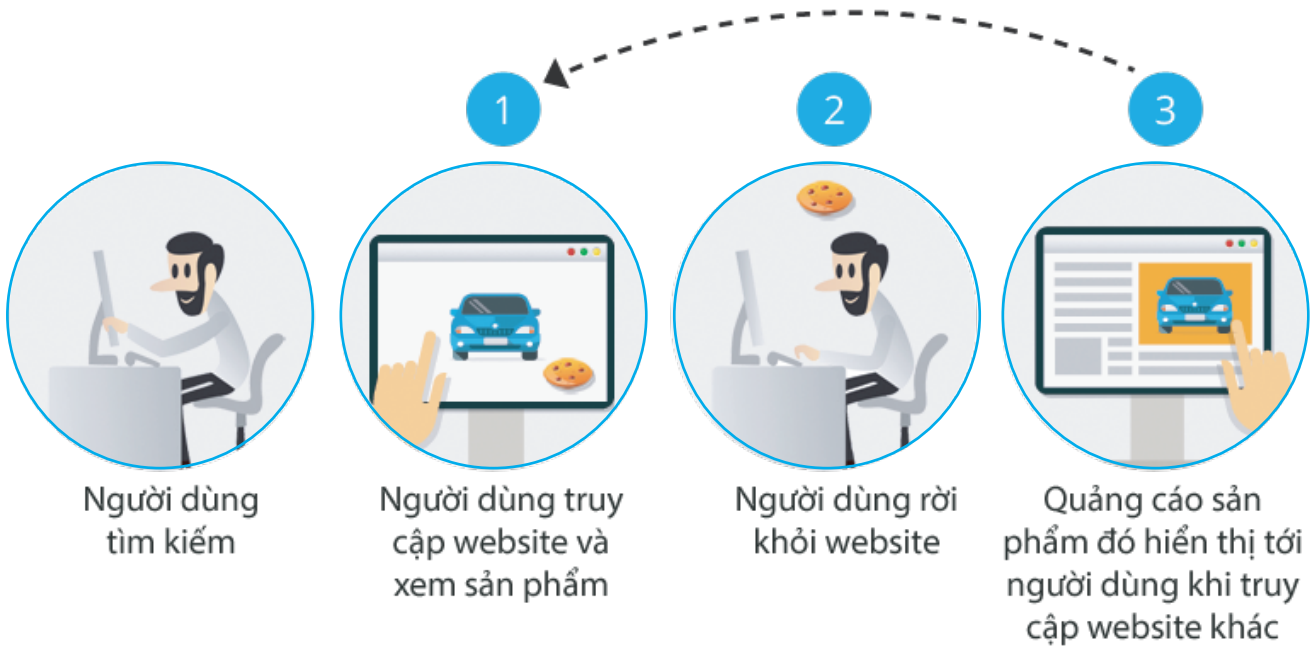 1
2
3
Người dùng
tìm kiếm
Người dùng truy
cập website và
xem sản phẩm
Người dùng rời
khỏi website
Quảng cáo sản
phẩm đó hiển thị tới
người dùng khi truy
cập website khác